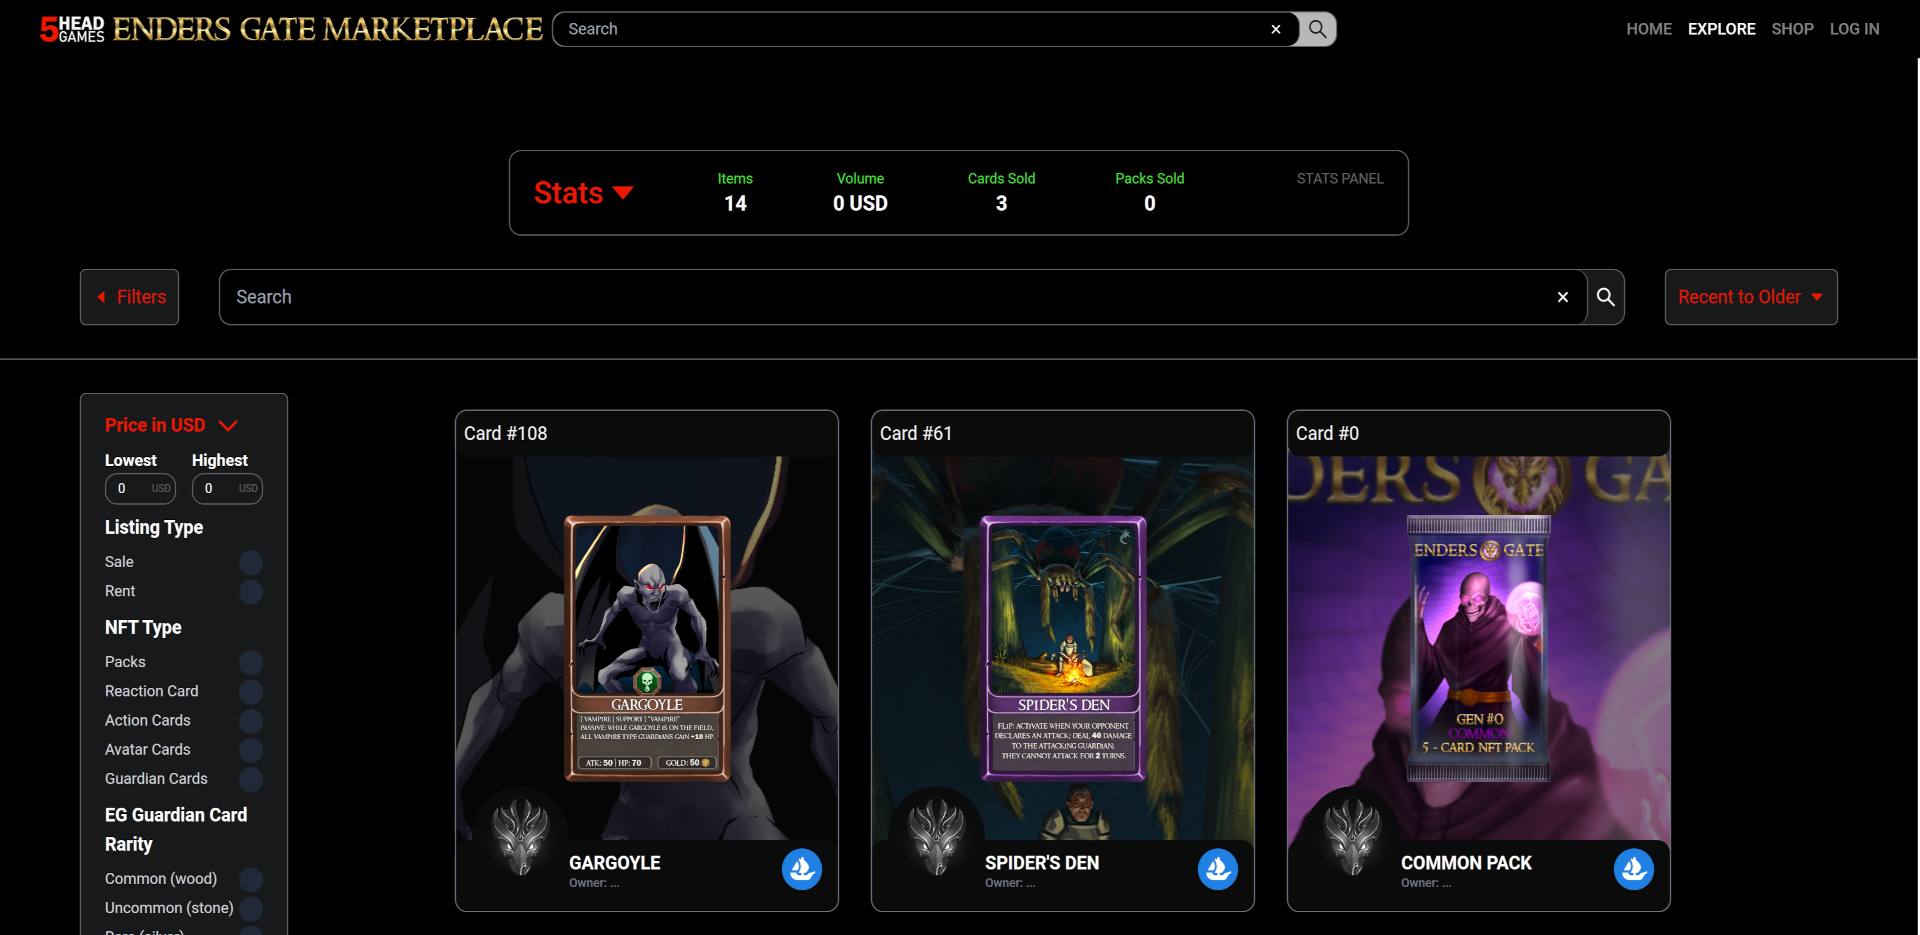 5HEAD GAMES ENDERS GATE MARKETPLACE
Search ×
HOME EXPLORE SHOP LOG IN
Stats
Items
14
Volume
0 USD
Cards Sold
3
Packs Sold
0
STATS PANEL
Filters
Search ×
Recent to Older
Price in USD
Lowest Highest
0 USD 0 USD
Listing Type
Sale
Rent
NFT Type
Packs
Reaction Card
Action Cards
Avatar Cards
Guardian Cards
EG Guardian Card
Rarity
Common (wood)
Uncommon (stone)
Card #108
GARGOYLE
[ VAMPIRE | SUPPORT ] "VAMPIRE"
PASSIVE: WHILE GARGOYLE IS ON THE FIELD,
ALL VAMPIRE TYPE GUARDIANS GAIN +10 HP.
ATK: 50 | HP: 70 GOLD: 50
GARGOYLE
Owner: ...
Card #61
SPIDER'S DEN
FLIP: ACTIVATE WHEN YOUR OPPONENT
DECLARES AN ATTACK; DEAL 40 DAMAGE
TO THE ATTACKING GUARDIAN,
THEY CANNOT ATTACK FOR 2 TURNS.
SPIDER'S DEN
Owner: ...
Card #0
DERS GA
ENDERS GATE
GEN #0
COMMON
5 - CARD NFT PACK
COMMON PACK
Owner: ...